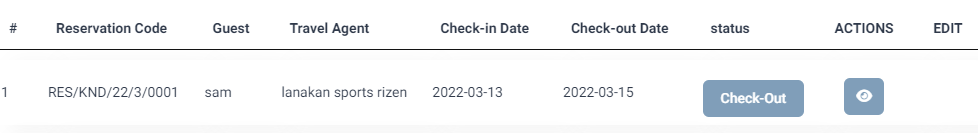 # Reservation Code Guest Travel Agent Check-in Date Check-out Date status ACTIONS EDIT
1 RES/KND/22/3/0001 sam lanakan sports rizen 2022-03-13 2022-03-15 Check-Out